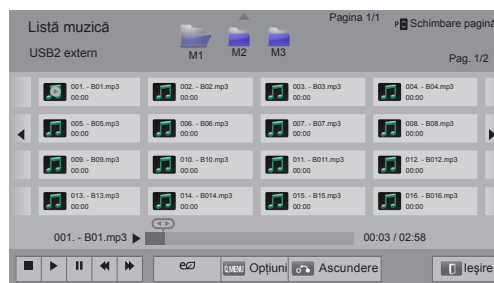 Listă muzică
Pagina 1/1
P Schimbare pagină
USB2 extern
M1 M2 M3
Pag. 1/2
001. - B01.mp3 00:00
002. - B02.mp3 00:00
003. - B03.mp3 00:00
004. - B04.mp3 00:00
005. - B05.mp3 00:00
006. - B06.mp3 00:00
007. - B07.mp3 00:00
008. - B08.mp3 00:00
009. - B09.mp3 00:00
010. - B10.mp3 00:00
011. - B011.mp3 00:00
012. - B012.mp3 00:00
013. - B13.mp3 00:00
014. - B014.mp3 00:00
015. - B15.mp3 00:00
016. - B016.mp3 00:00
001. - B01.mp3
00:03 / 02:58
Q.MENU Opțiuni Ascundere Ieșire